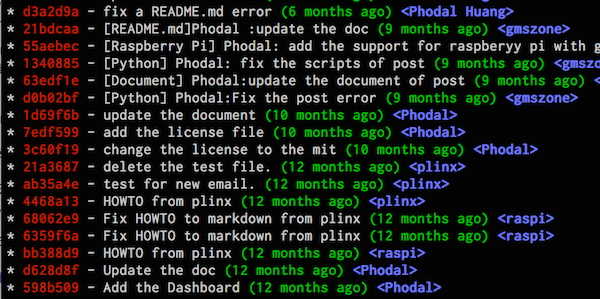 * d3a2d9a - fix a README.md error (6 months ago) <Phodal Huang>
* 21bdcaa - [README.md]Phodal :update the doc (9 months ago) <gmszone>
* 55aebec - [Raspberry Pi] Phodal: add the support for raspberyy pi with g
* 1340885 - [Python] Phodal: fix the scripts of post (9 months ago) <gmszo
* 63edf1e - [Document] Phodal:update the document of post (9 months ago) <
* d0b02bf - [Python] Phodal:Fix the post error (9 months ago) <gmszone>
* 1d69f6b - update the document (10 months ago) <Phodal>
* 7edf599 - add the license file (10 months ago) <Phodal>
* 3c60f19 - change the license to the mit (10 months ago) <Phodal>
* 21a3687 - delete the test file. (12 months ago) <plinx>
* ab35a4e - test for new email. (12 months ago) <plinx>
* 4468a13 - HOWTO from plinx (12 months ago) <plinx>
* 68062e9 - Fix HOWTO to markdown from plinx (12 months ago) <raspi>
* 6359f6a - Fix HOWTO to markdown from plinx (12 months ago) <raspi>
* bb388d9 - HOWTO from plinx (12 months ago) <raspi>
* d628d8f - Update the doc (12 months ago) <Phodal>
* 598b509 - Add the Dashboard (12 months ago) <Phodal>